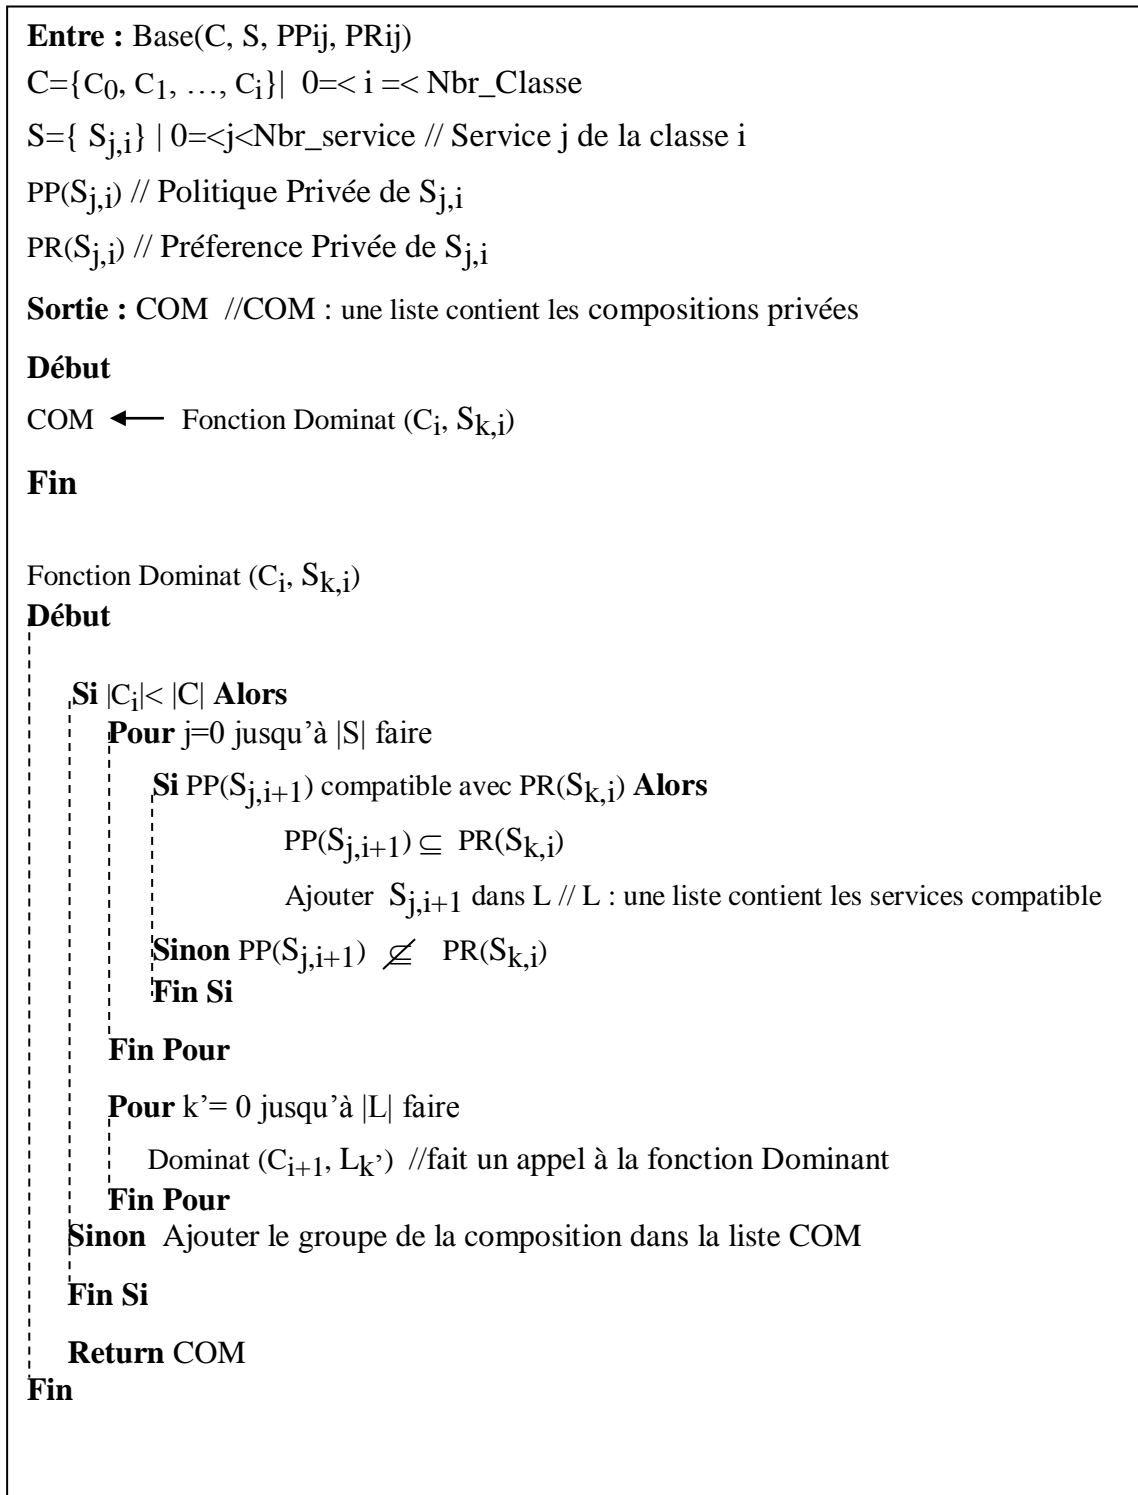 Entre : Base(C, S, PPij, PRij)
C={C0, C1, …, Ci}| 0=< i =< Nbr_Classe
S={ Sj,i} | 0=<j<Nbr_service // Service j de la classe i
PP(Sj,i) // Politique Privée de Sj,i
PR(Sj,i) // Préference Privée de Sj,i
Sortie : COM //COM : une liste contient les compositions privées
Début
COM ← Fonction Dominat (Ci, Sk,i)
Fin
Fonction Dominat (Ci, Sk,i)
Début
Si |Ci|< |C| Alors
Pour j=0 jusqu’à |S| faire
Si PP(Sj,i+1) compatible avec PR(Sk,i) Alors
PP(Sj,i+1) ⊆ PR(Sk,i)
Ajouter Sj,i+1 dans L // L : une liste contient les services compatible
Sinon PP(Sj,i+1) ⊈ PR(Sk,i)
Fin Si
Fin Pour
Pour k’= 0 jusqu’à |L| faire
Dominat (Ci+1, Lk’) //fait un appel à la fonction Dominant
Fin Pour
Sinon Ajouter le groupe de la composition dans la liste COM
Fin Si
Return COM
Fin